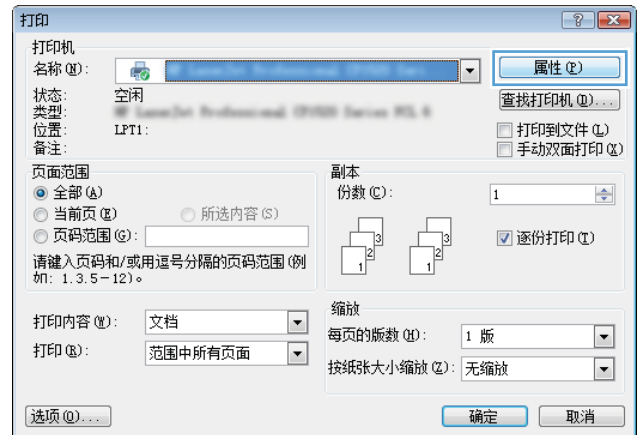 打印
打印机
名称(N):
属性(P)
状态: 空闲
查找打印机(D)...
类型:
位置: LPT1:
打印到文件(L)
备注:
手动双面打印(X)
页面范围
全部(A)
当前页(E) 所选内容(S)
页码范围(G):
请键入页码和/或用逗号分隔的页码范围(例
如: 1.3.5-12)。
副本
份数(C): 1
3 3
2 2
1 1
逐份打印(T)
打印内容(W): 文档
打印(R): 范围中所有页面
缩放
每页的版数(H): 1 版
按纸张大小缩放(Z): 无缩放
选项(O)... 确定 取消